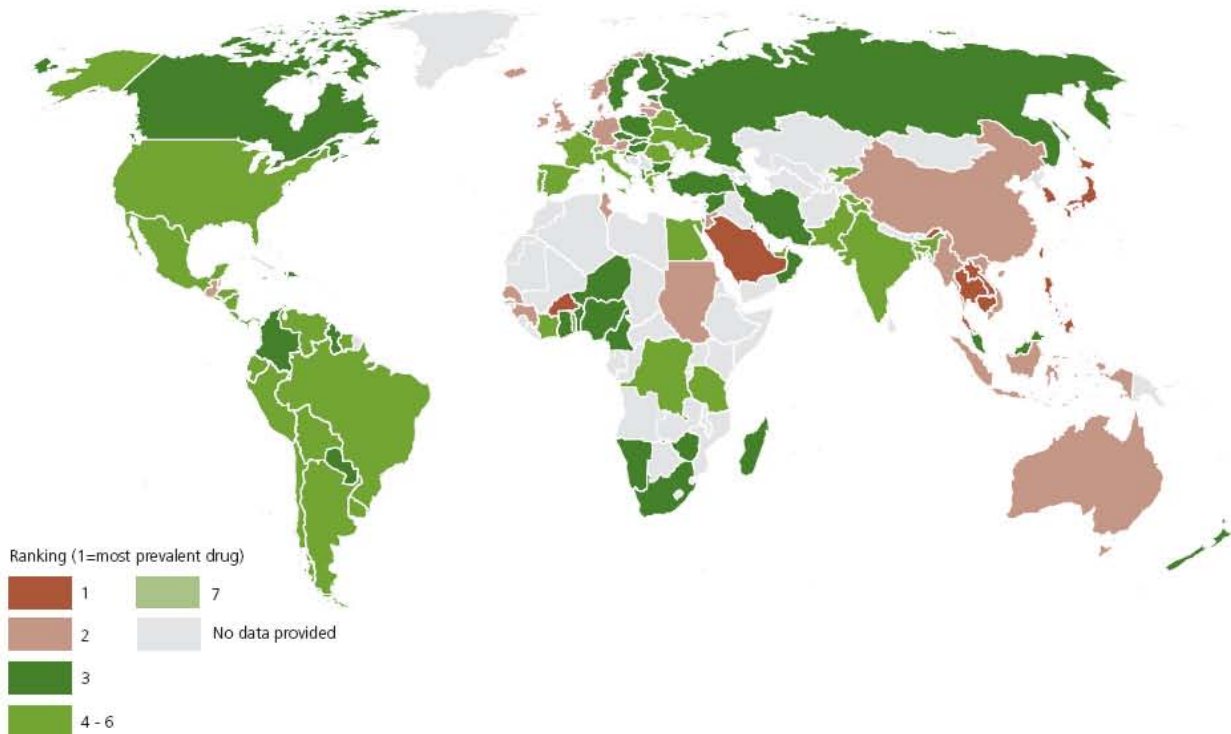 Ranking (1=most prevalent drug)
1
7
2
No data provided
3
4 - 6